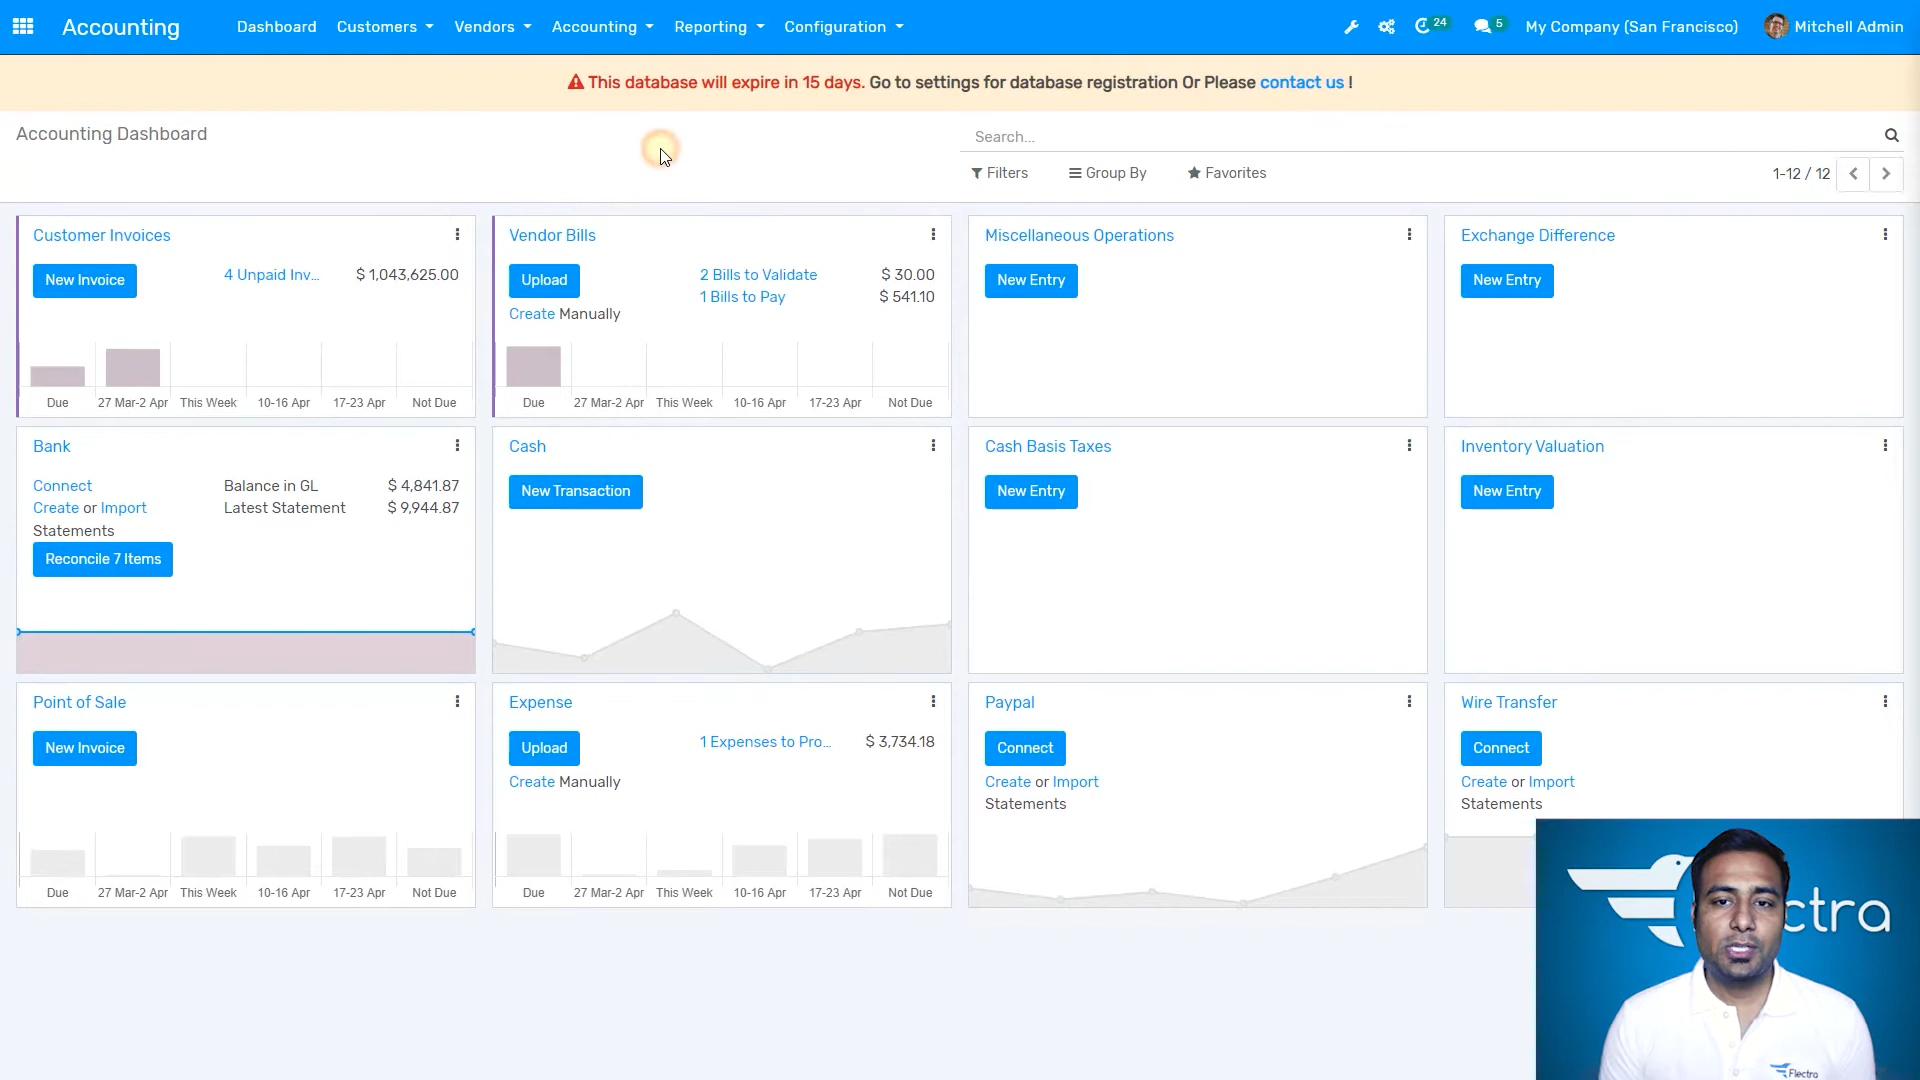 Accounting Dashboard Customers Vendors Accounting Reporting Configuration 24 5 My Company (San Francisco) Mitchell Admin
This database will expire in 15 days. Go to settings for database registration Or Please contact us !
Accounting Dashboard
Search...
Filters Group By Favorites 1-12 / 12
Customer Invoices
New Invoice 4 Unpaid Inv... $ 1,043,625.00
Due 27 Mar-2 Apr This Week 10-16 Apr 17-23 Apr Not Due
Vendor Bills
Upload 2 Bills to Validate $ 30.00
1 Bills to Pay $ 541.10
Create Manually
Due 27 Mar-2 Apr This Week 10-16 Apr 17-23 Apr Not Due
Miscellaneous Operations
New Entry
Exchange Difference
New Entry
Bank
Connect Balance in GL $ 4,841.87
Create or Import Latest Statement $ 9,944.87
Statements
Reconcile 7 Items
Cash
New Transaction
Cash Basis Taxes
New Entry
Inventory Valuation
New Entry
Point of Sale
New Invoice
Due 27 Mar-2 Apr This Week 10-16 Apr 17-23 Apr Not Due
Expense
Upload 1 Expenses to Pro... $ 3,734.18
Create Manually
Due 27 Mar-2 Apr This Week 10-16 Apr 17-23 Apr Not Due
Paypal
Connect
Create or Import
Statements
Wire Transfer
Connect
Create or Import
Statements
ctra
Flectra